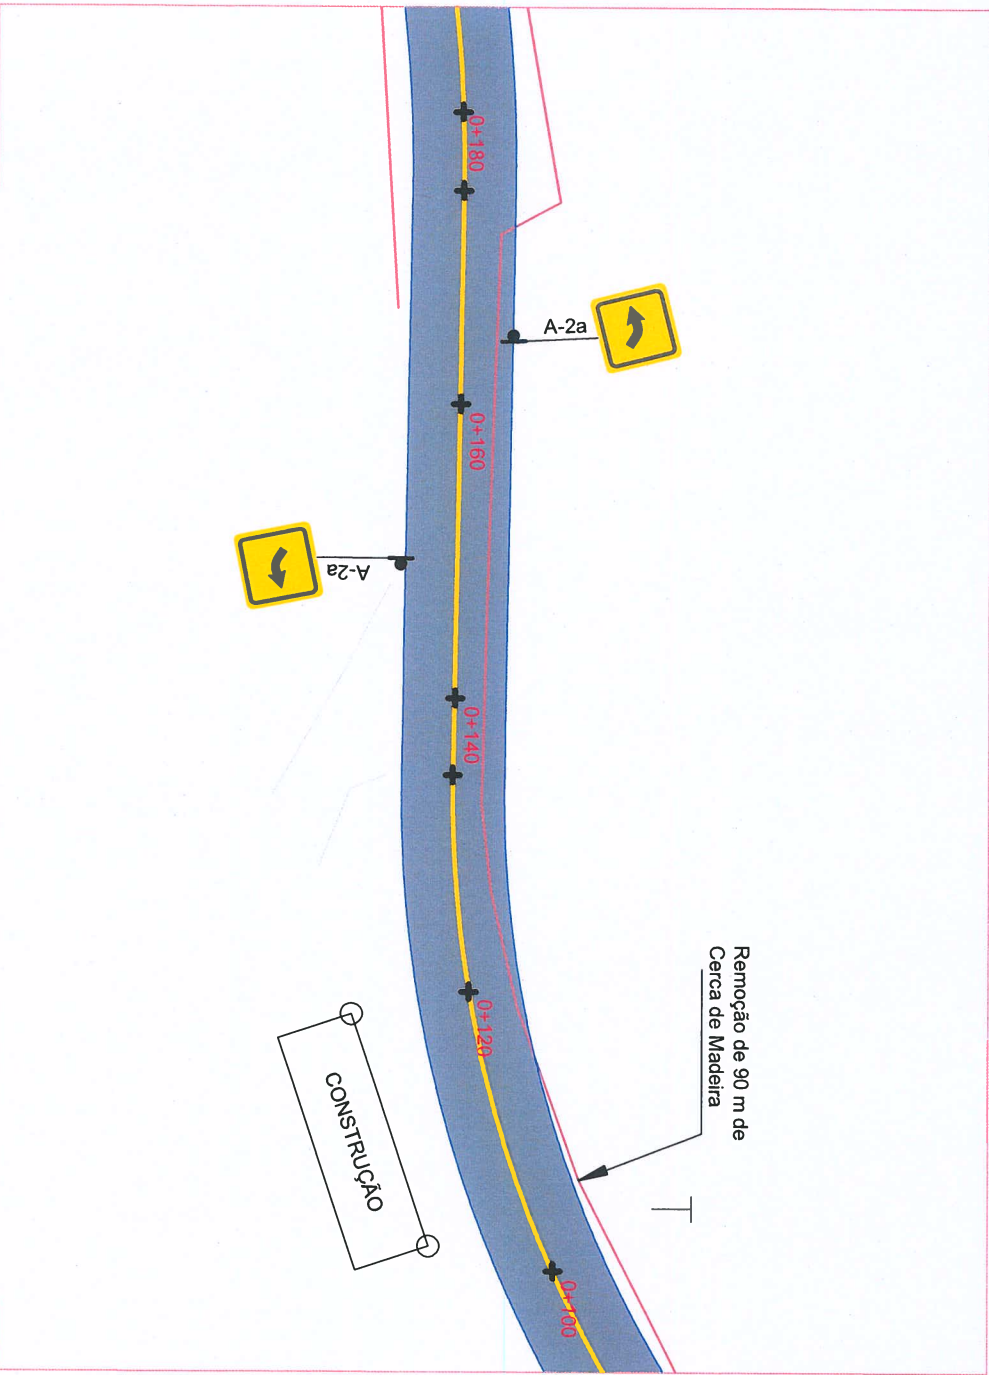 0+180
A-2a
0+160
A-2a
0+140
Remoção de 90 m de
Cerca de Madeira
0+120
CONSTRUÇÃO
0+100